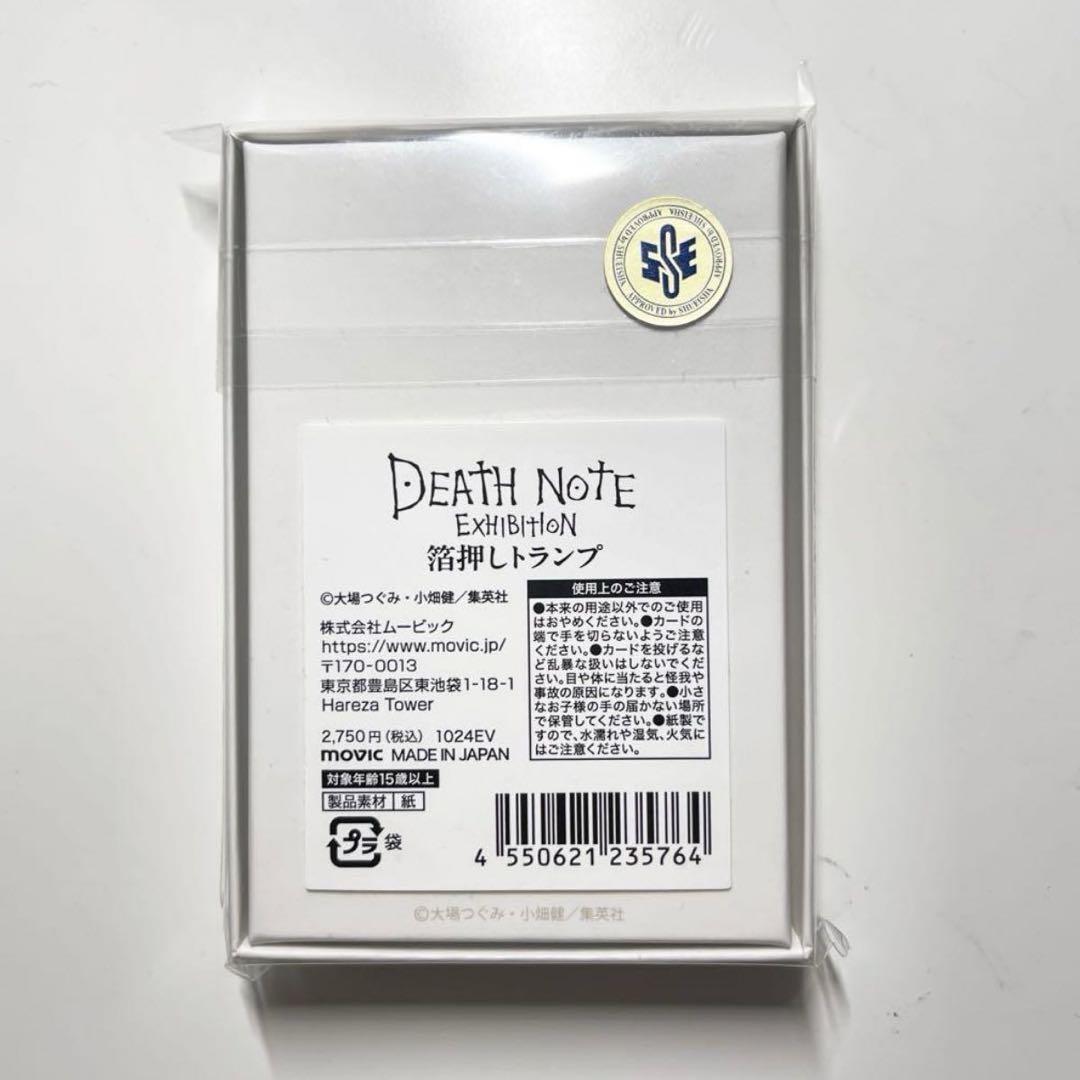 APPROVED by SHUEISHA APPROVED by SHUEISHA APPROVED by SHUEISHA
SSE
DEATH NOTE
EXHIBITION
箔押しトランプ
©大場つぐみ・小畑健／集英社
株式会社ムービック
https://www.movic.jp/
〒170-0013
東京都豊島区東池袋1-18-1
Hareza Tower
2,750円(税込) 1024EV
movic MADE IN JAPAN
対象年齢15歳以上
製品素材 紙
プラ 袋
使用上のご注意
●本来の用途以外でのご使用
はおやめください。●カードの
端で手を切らないようご注意
ください。●カードを投げるな
ど乱暴な扱いはしないでくだ
さい。目や体に当たると怪我や
事故の原因になります。●小さ
なお子様の手の届かない場所
で保管してください。●紙製で
すので、水濡れや湿気、火気に
はご注意ください。
4 550621 235764
©大場つぐみ・小畑健／集英社